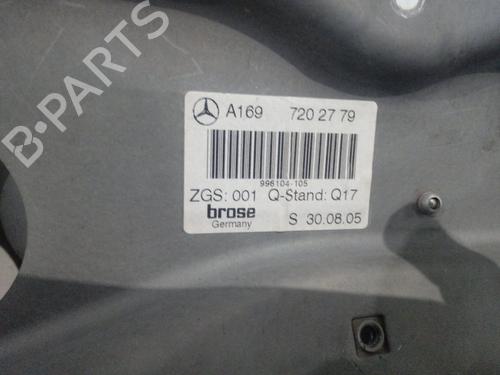 B-PARTS
A169 720 27 79
996104-105
ZGS: 001 Q-Stand: Q17
brose
Germany
S 30.08.05